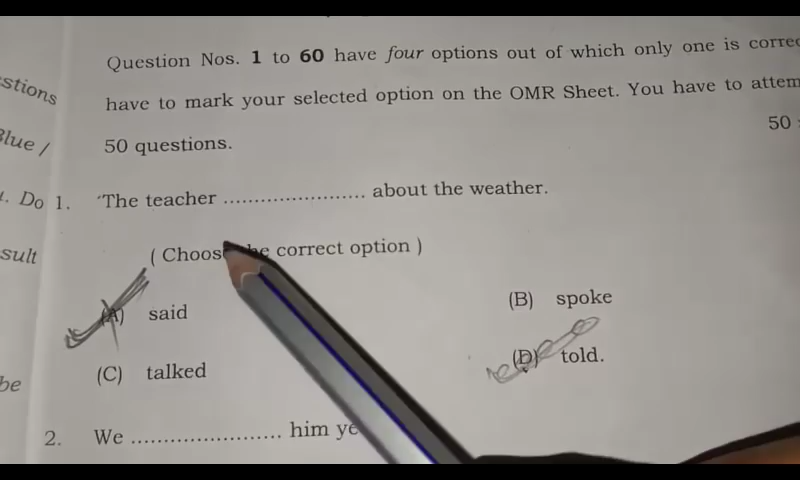 Question Nos. 1 to 60 have four options out of which only one is correc
have to mark your selected option on the OMR Sheet. You have to attem
50 questions.
50
stions
Blue /
Do
1. The teacher ........................ about the weather.
sult
( Choos he correct option )
(A) said
(B) spoke
(C) talked
(D) told.
be
2. We ........................ him ye